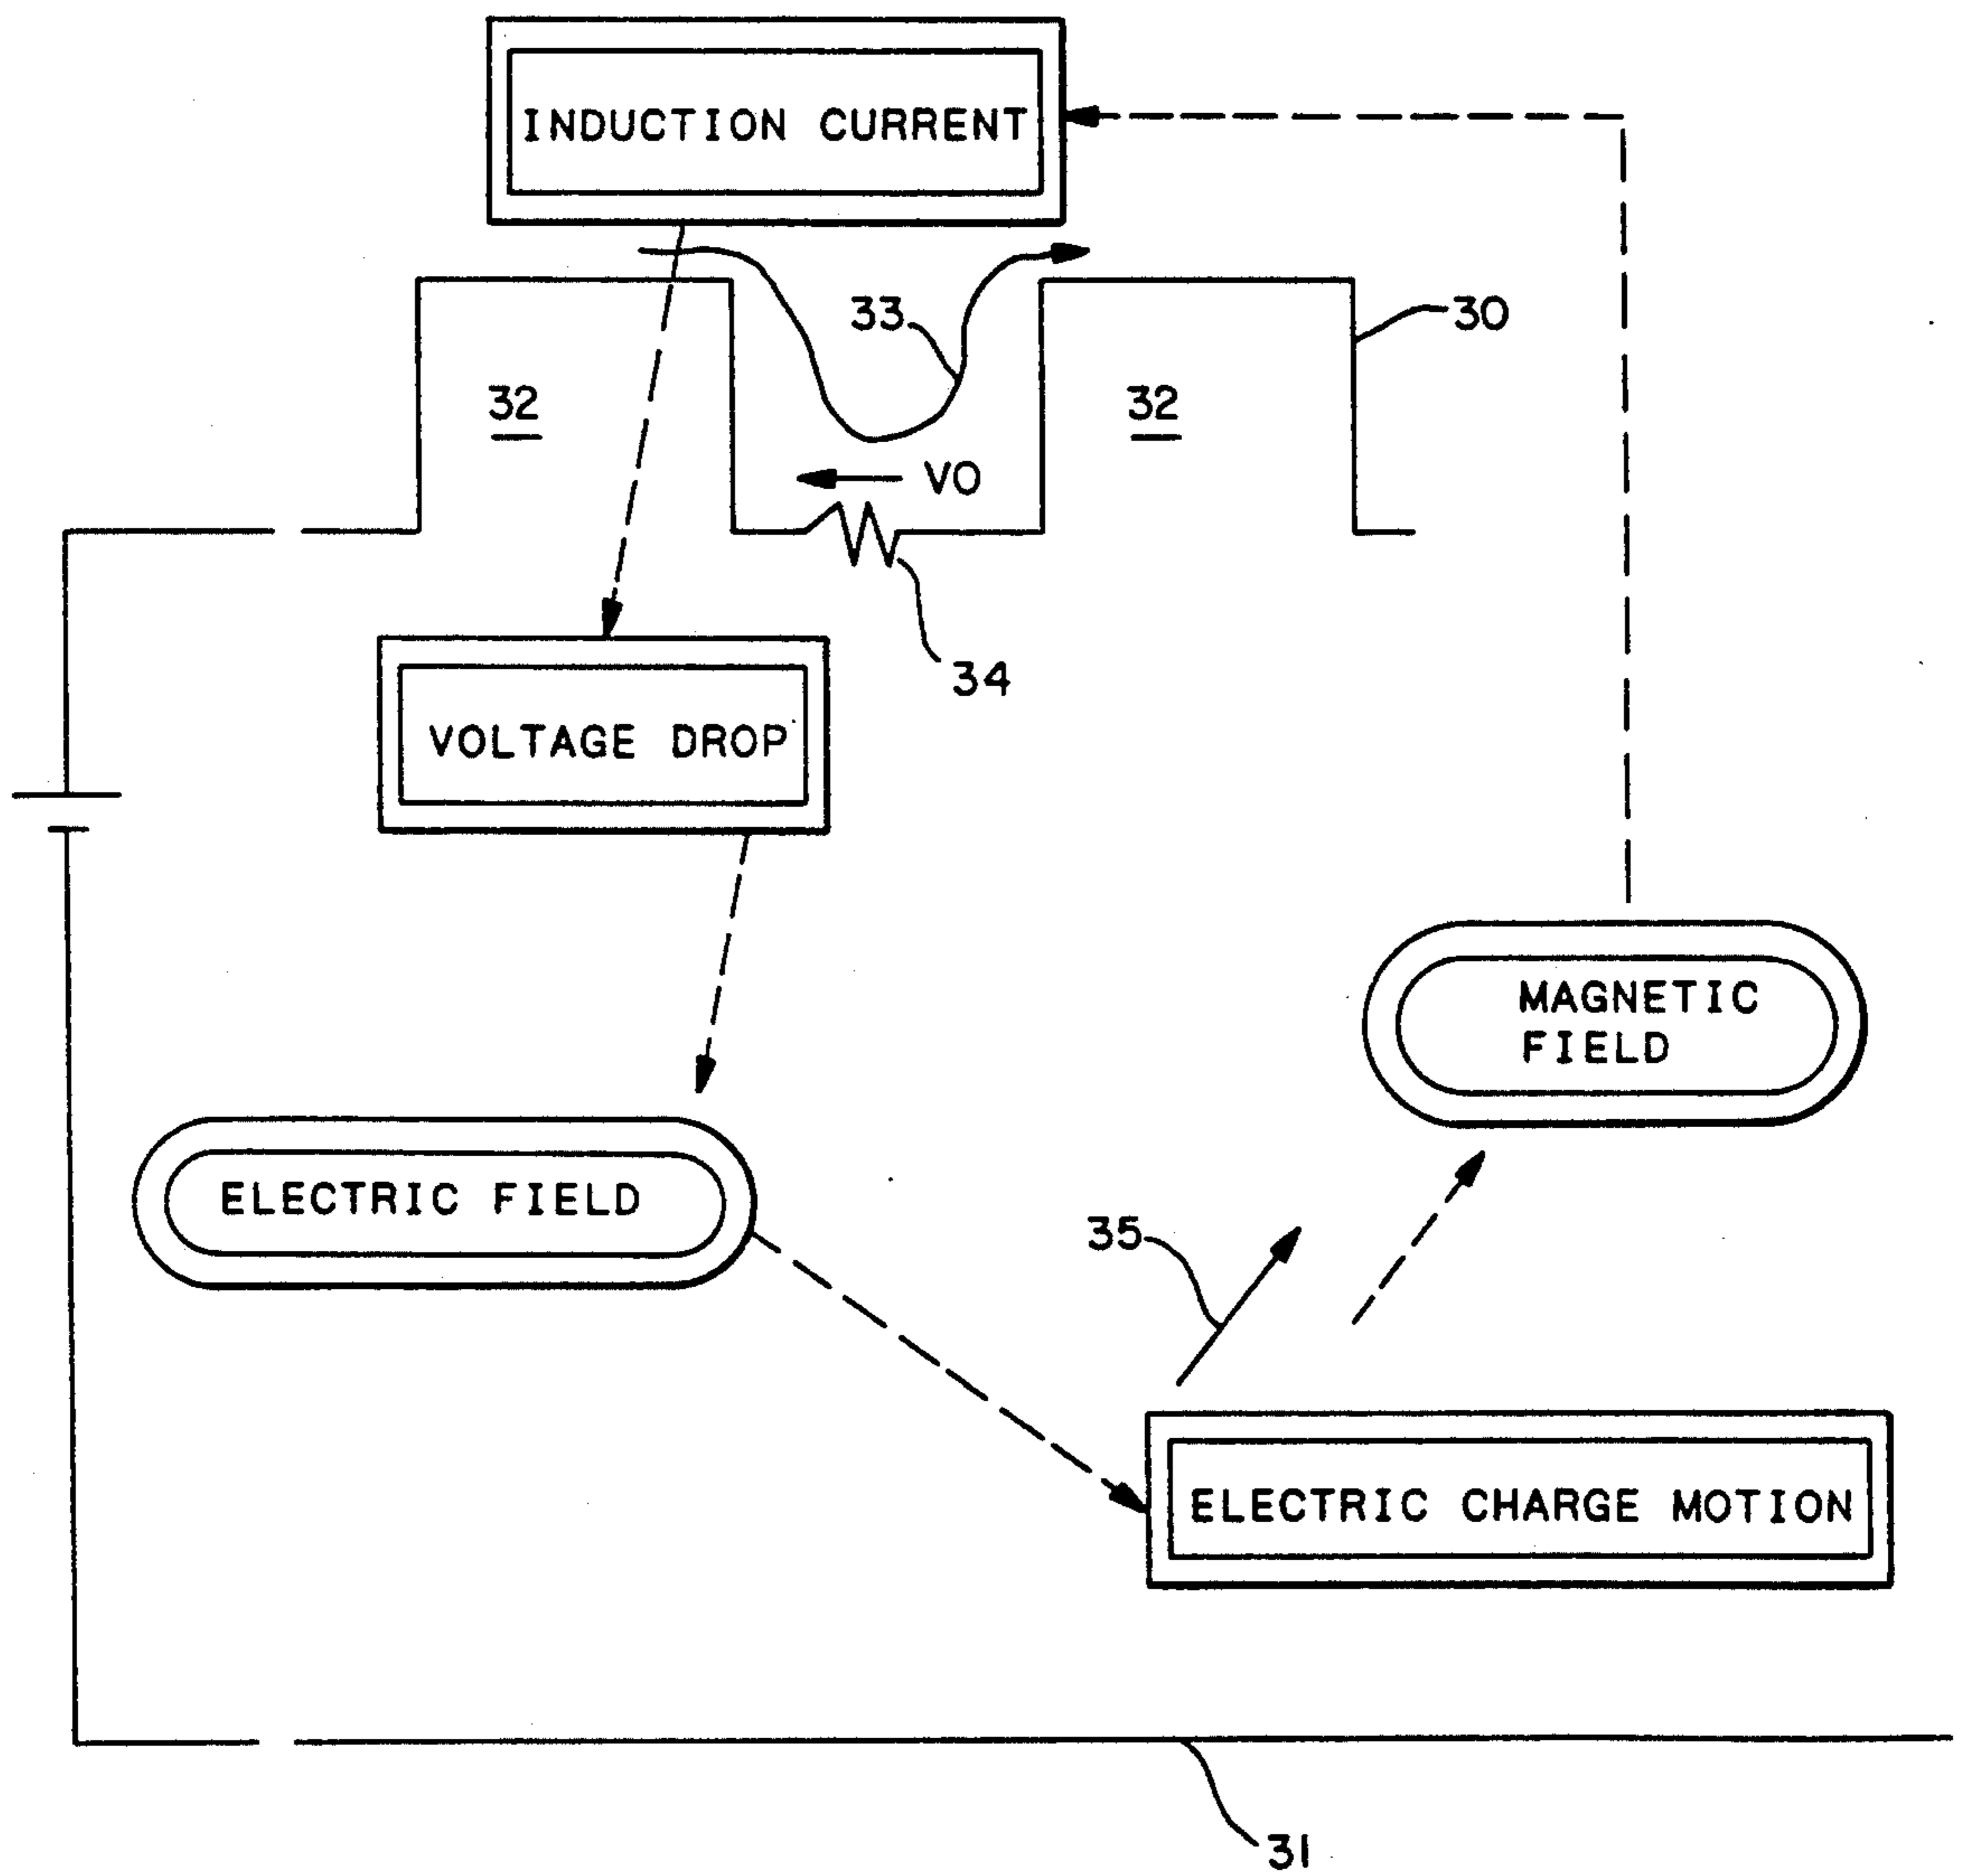 INDUCTION CURRENT
33
30
32
32
VO
34
VOLTAGE DROP
MAGNETIC
FIELD
ELECTRIC FIELD
35
ELECTRIC CHARGE MOTION
31